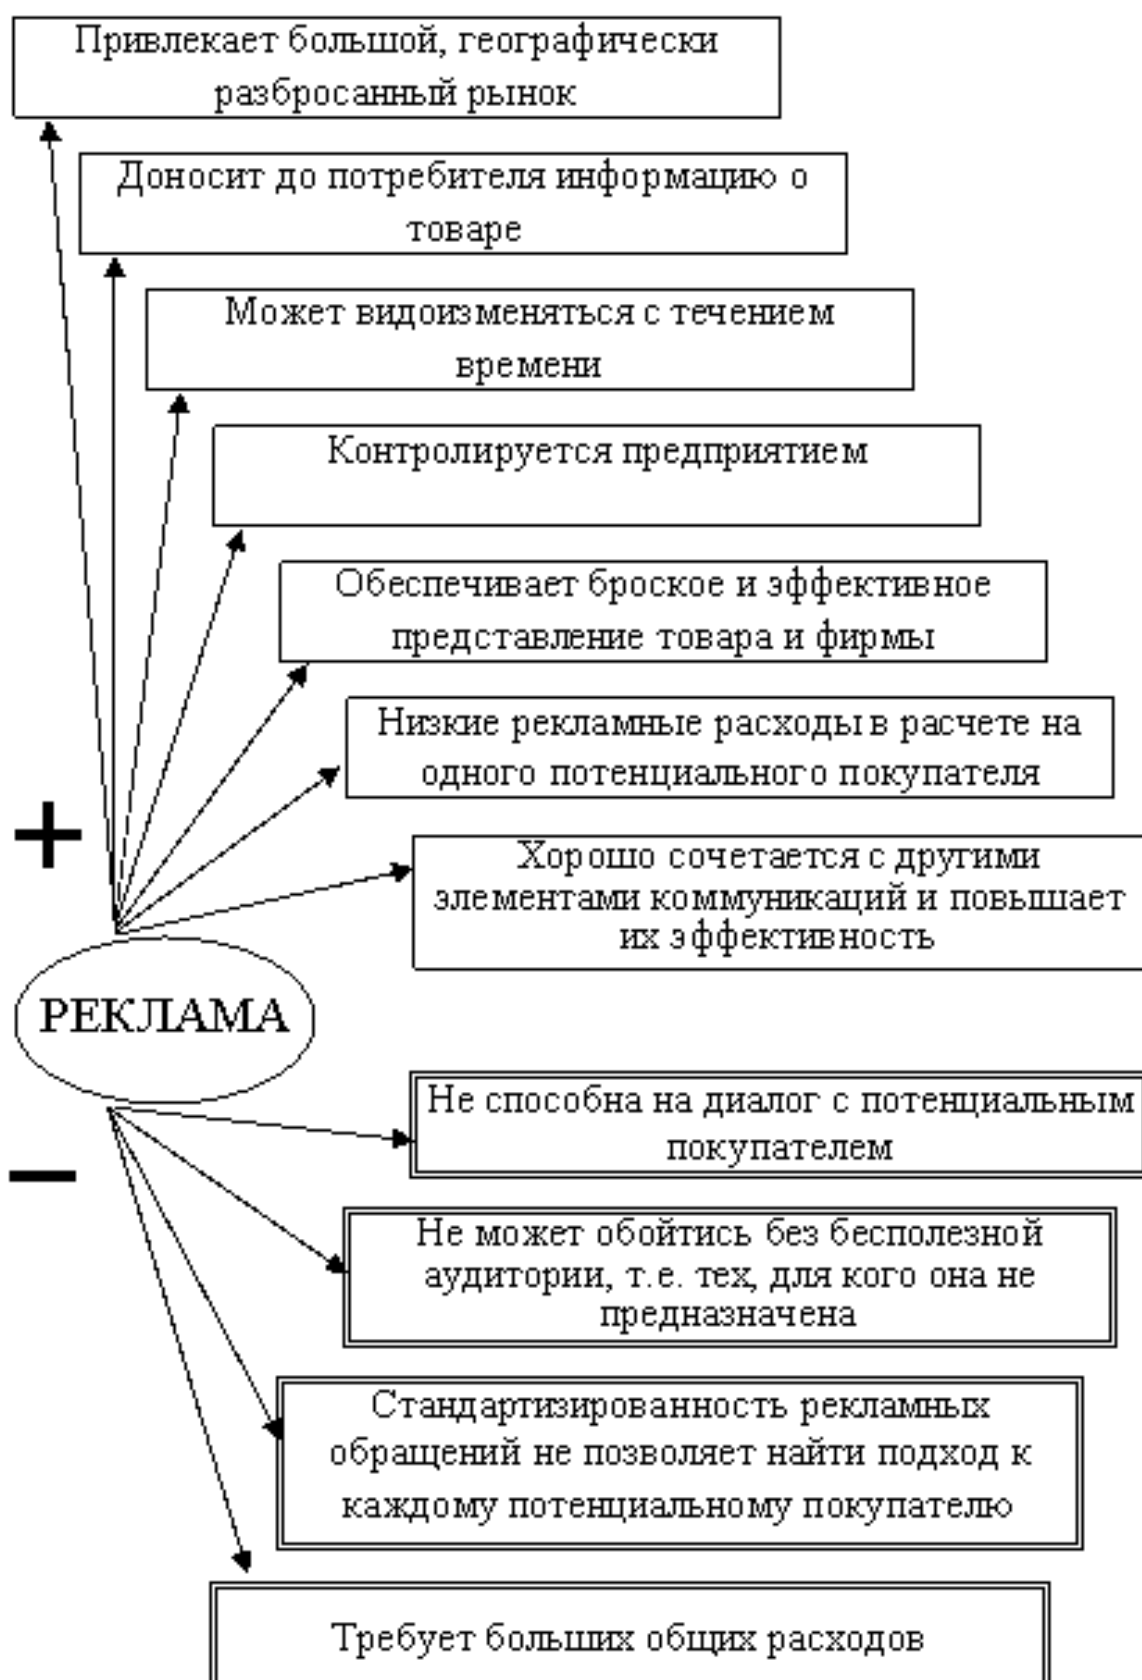 Привлекает большой, географически
разбросанный рынок
Доносит до потребителя информацию о
товаре
Может видоизменяться с течением
времени
Контролируется предприятием
Обеспечивает броское и эффективное
представление товара и фирмы
Низкие рекламные расходы в расчете на
одного потенциального покупателя
+
Хорошо сочетается с другими
элементами коммуникаций и повышает
их эффективность
РЕКЛАМА
Не способна на диалог с потенциальным
покупателем
–
Не может обойтись без бесполезной
аудитории, т.е. тех, для кого она не
предназначена
Стандартизированность рекламных
обращений не позволяет найти подход к
каждому потенциальному покупателю
Требует больших общих расходов